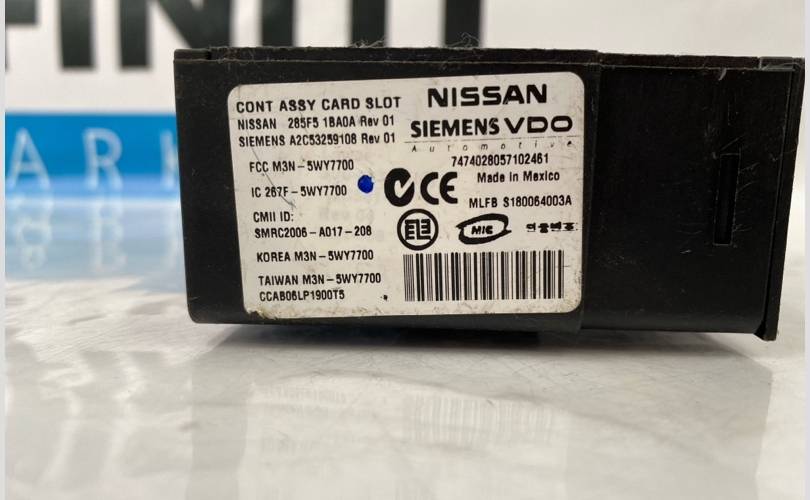 FINITI
ARK
CONT ASSY CARD SLOT
NISSAN 285F5 1BA0A Rev 01
SIEMENS A2C53259108 Rev 01
FCC M3N-5WY7700
IC 267F-5WY7700
CMII ID:
SMRC2006-A017-208
KOREA M3N-5WY7700
TAIWAN M3N-5WY7700
CCAB06LP1900T5
NISSAN
SIEMENS VDO
Automotive
7474028057102461
Made in Mexico
CE
MLFB S180064003A
MIC